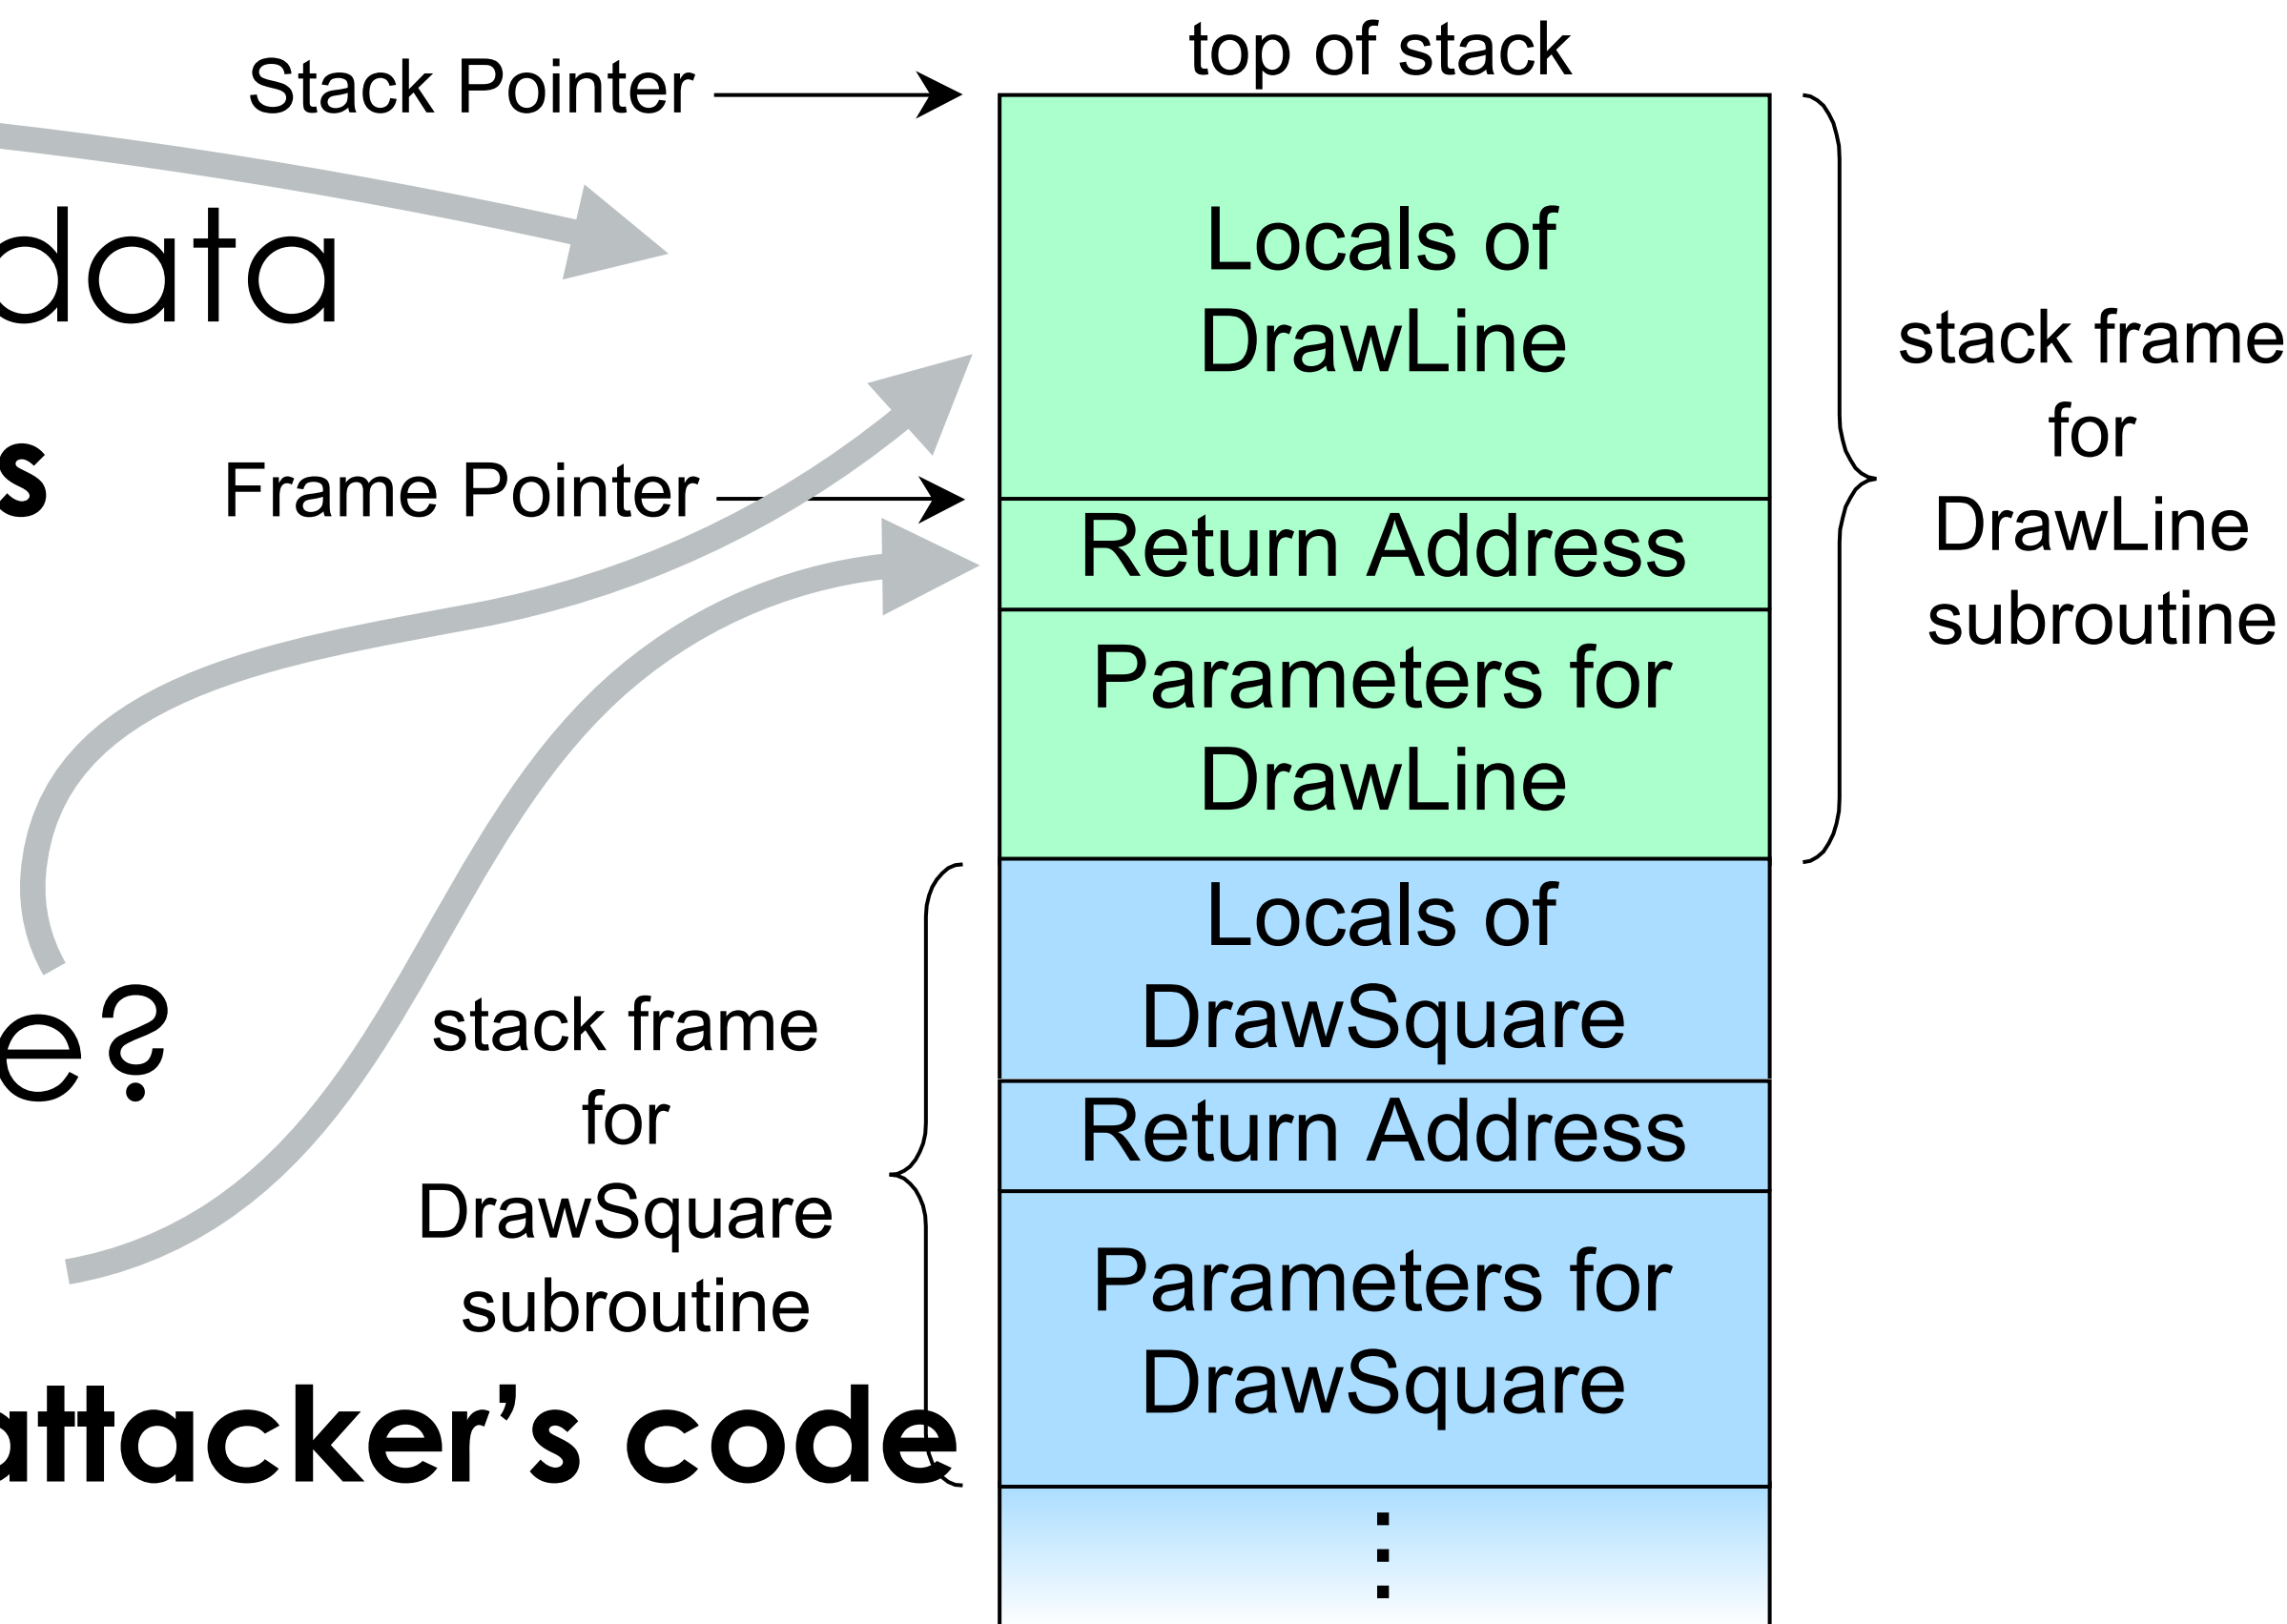 top of stack
Stack Pointer
data
s
Frame Pointer
Locals of
DrawLine
Return Address
Parameters for
DrawLine
stack frame
for
DrawLine
subroutine
Locals of
DrawSquare
Return Address
Parameters for
DrawSquare
e?
stack frame
for
DrawSquare
subroutine
attacker's code